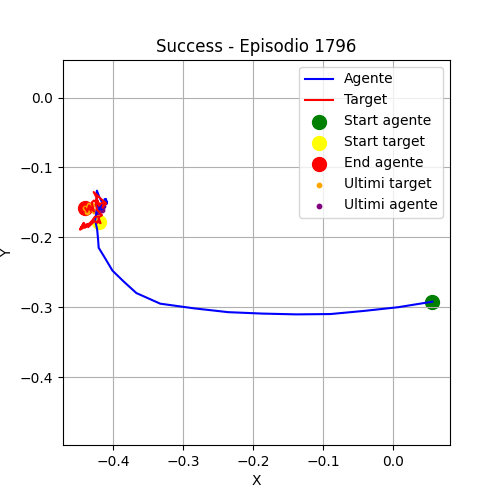 Success - Episodio 1796
Agente
Target
Start agente
Start target
End agente
Ultimi target
Ultimi agente
0.0
−0.1
−0.2
−0.3
−0.4
Y
−0.4
−0.3
−0.2
−0.1
0.0
X